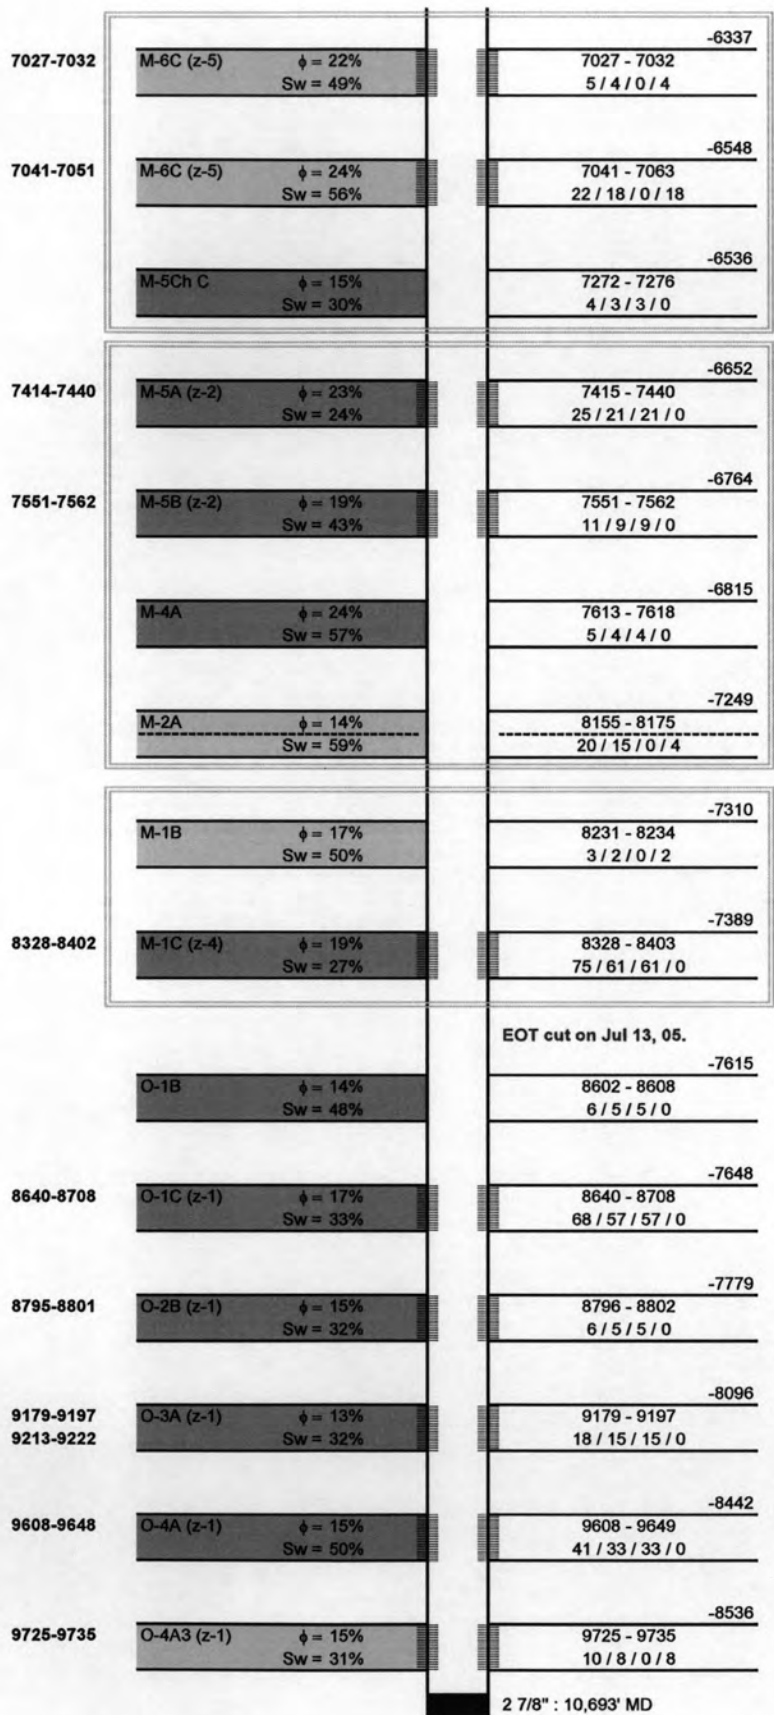 -6337
7027-7032 M-6C (z-5) ϕ = 22% 7027 - 7032
Sw = 49% 5 / 4 / 0 / 4
-6548
7041-7051 M-6C (z-5) ϕ = 24% 7041 - 7063
Sw = 56% 22 / 18 / 0 / 18
-6536
M-5Ch C ϕ = 15% 7272 - 7276
Sw = 30% 4 / 3 / 3 / 0
-6652
7414-7440 M-5A (z-2) ϕ = 23% 7415 - 7440
Sw = 24% 25 / 21 / 21 / 0
-6764
7551-7562 M-5B (z-2) ϕ = 19% 7551 - 7562
Sw = 43% 11 / 9 / 9 / 0
-6815
M-4A ϕ = 24% 7613 - 7618
Sw = 57% 5 / 4 / 4 / 0
-7249
M-2A ϕ = 14% 8155 - 8175
Sw = 59% 20 / 15 / 0 / 4
-7310
M-1B ϕ = 17% 8231 - 8234
Sw = 50% 3 / 2 / 0 / 2
-7389
8328-8402 M-1C (z-4) ϕ = 19% 8328 - 8403
Sw = 27% 75 / 61 / 61 / 0
EOT cut on Jul 13, 05.
-7615
O-1B ϕ = 14% 8602 - 8608
Sw = 48% 6 / 5 / 5 / 0
-7648
8640-8708 O-1C (z-1) ϕ = 17% 8640 - 8708
Sw = 33% 68 / 57 / 57 / 0
-7779
8795-8801 O-2B (z-1) ϕ = 15% 8796 - 8802
Sw = 32% 6 / 5 / 5 / 0
-8096
9179-9197 O-3A (z-1) ϕ = 13% 9179 - 9197
9213-9222 Sw = 32% 18 / 15 / 15 / 0
-8442
9608-9648 O-4A (z-1) ϕ = 15% 9608 - 9649
Sw = 50% 41 / 33 / 33 / 0
-8536
9725-9735 O-4A3 (z-1) ϕ = 15% 9725 - 9735
Sw = 31% 10 / 8 / 0 / 8
2 7/8" : 10,693' MD